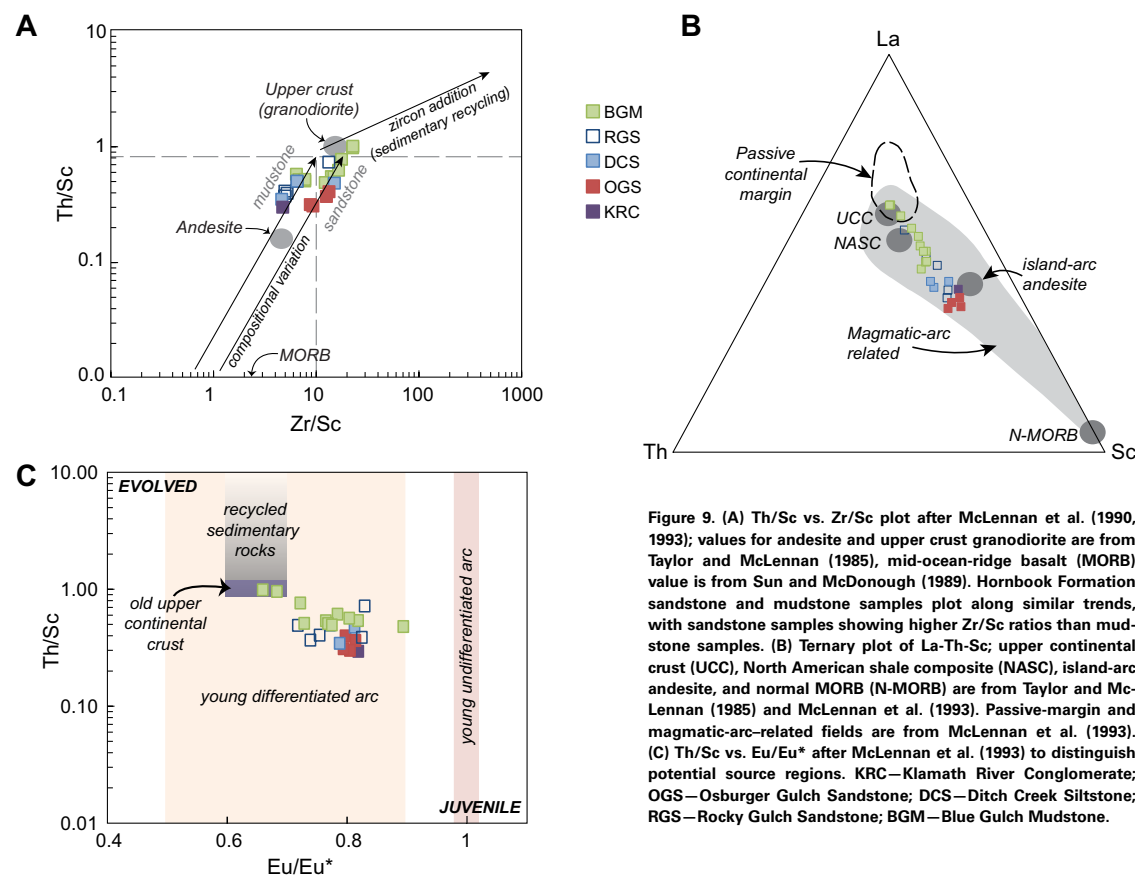 A
10
1
0.1
0.0
Th/Sc
0.1
1
10
100
1000
Zr/Sc
Upper crust
(granodiorite)
zircon addition
(sedimentary recycling)
mudstone
sandstone
Andesite
compositional variation
MORB
BGM
RGS
DCS
OGS
KRC
B
La
Passive
continental
margin
UCC
NASC
island-arc
andesite
Magmatic-arc
related
N-MORB
Th
Sc
C
10.00
1.00
0.10
0.01
Th/Sc
0.4
0.6
0.8
1
Eu/Eu*
EVOLVED
recycled
sedimentary
rocks
old upper
continental
crust
young differentiated arc
young undifferentiated arc
JUVENILE
Figure 9. (A) Th/Sc vs. Zr/Sc plot after McLennan et al. (1990,
1993); values for andesite and upper crust granodiorite are from
Taylor and McLennan (1985), mid-ocean-ridge basalt (MORB)
value is from Sun and McDonough (1989). Hornbook Formation
sandstone and mudstone samples plot along similar trends,
with sandstone samples showing higher Zr/Sc ratios than mud-
stone samples. (B) Ternary plot of La-Th-Sc; upper continental
crust (UCC), North American shale composite (NASC), island-arc
andesite, and normal MORB (N-MORB) are from Taylor and Mc-
Lennan (1985) and McLennan et al. (1993). Passive-margin and
magmatic-arc–related fields are from McLennan et al. (1993).
(C) Th/Sc vs. Eu/Eu* after McLennan et al. (1993) to distinguish
potential source regions. KRC—Klamath River Conglomerate;
OGS—Osburger Gulch Sandstone; DCS—Ditch Creek Siltstone;
RGS—Rocky Gulch Sandstone; BGM—Blue Gulch Mudstone.